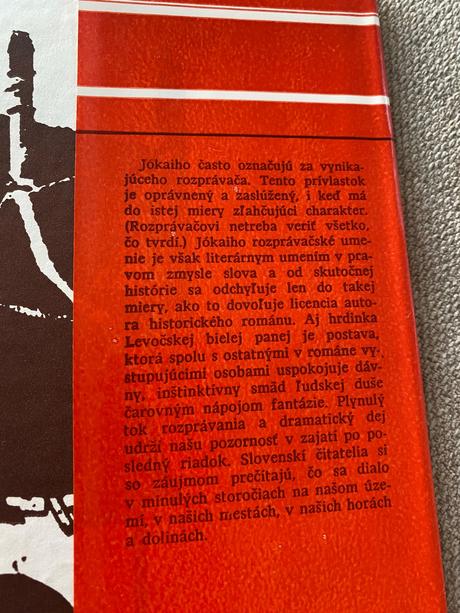 Jókaiho často označujú za vynika-
júceho rozprávača. Tento prívlastok
je oprávnený a zaslúžený, i keď má
do istej miery zľahčujúci charakter.
(Rozprávačovi netreba veriť všetko,
čo tvrdí.) Jókaiho rozprávačské ume-
nie je však literárnym umením v pra-
vom zmysle slova a od skutočnej
histórie sa odchyľuje len do takej
miery, ako to dovoľuje licencia auto-
ra historického románu. Aj hrdinka
Levočskej bielej panej je postava,
ktorá spolu s ostatnými v románe vy-
stupujúcimi osobami uspokojuje dáv-
ny, inštinktívny smäd ľudskej duše
čarovným nápojom fantázie. Plynulý
tok rozprávania a dramatický dej
udrží našu pozornosť v zajatí po po-
sledný riadok. Slovenskí čitatelia si
so záujmom prečítajú, čo sa dialo
v minulých storočiach na našom úze-
mí, v našich mestách, v našich horách
a dolinách.